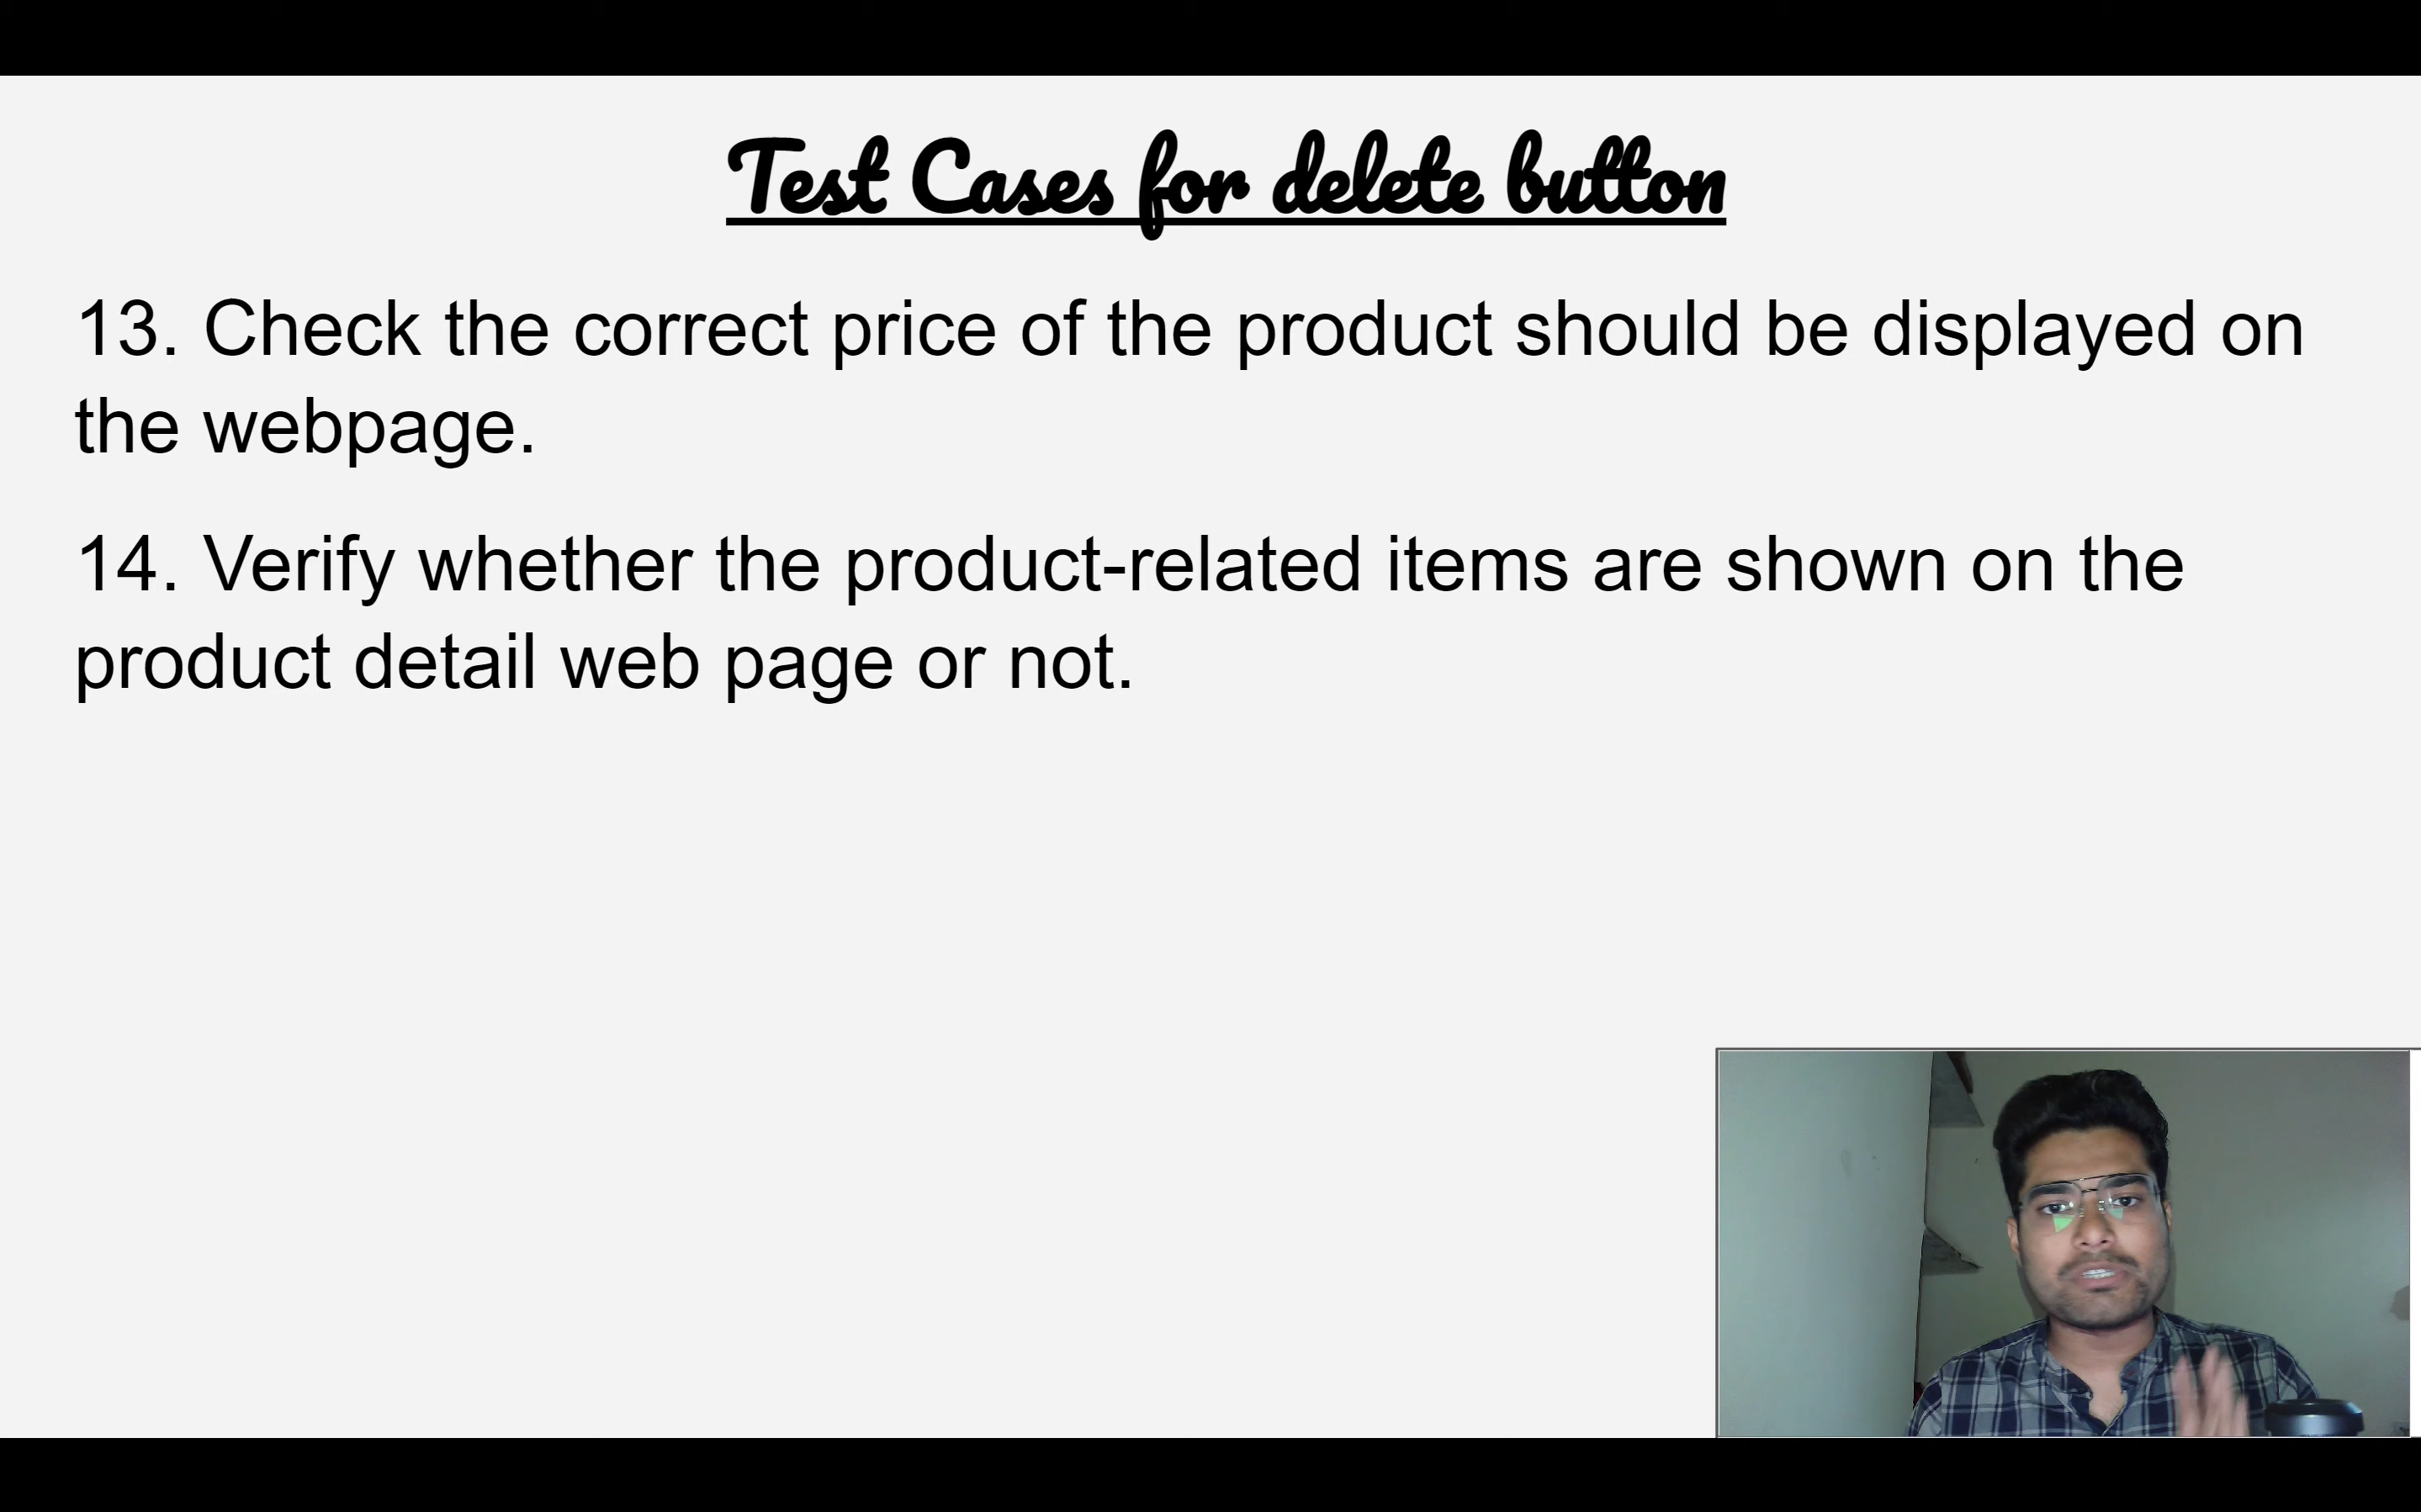 Test Cases for delete button
13. Check the correct price of the product should be displayed on
the webpage.
14. Verify whether the product-related items are shown on the
product detail web page or not.